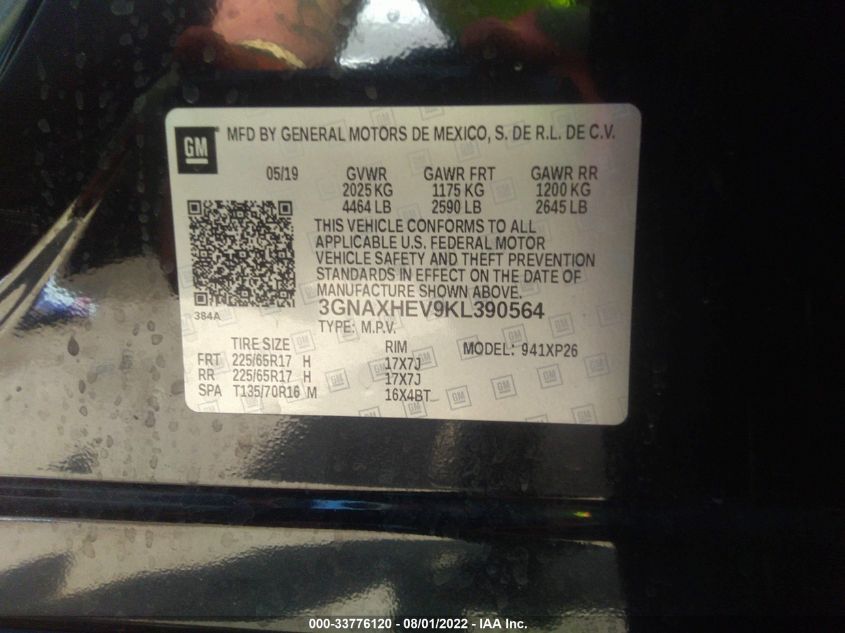 GM
MFD BY GENERAL MOTORS DE MEXICO, S. DE R.L. DE C.V.
05/19 GVWR GAWR FRT GAWR RR
2025 KG 1175 KG 1200 KG
4464 LB 2590 LB 2645 LB
THIS VEHICLE CONFORMS TO ALL
APPLICABLE U.S. FEDERAL MOTOR
VEHICLE SAFETY AND THEFT PREVENTION
STANDARDS IN EFFECT ON THE DATE OF
MANUFACTURE SHOWN ABOVE.
384A
3GNAXHEV9KL390564
TYPE: M.P.V.
TIRE SIZE RIM MODEL: 941XP26
FRT 225/65R17 H 17X7J
RR 225/65R17 H 17X7J
SPA T135/70R16 M 16X4BT
000-33776120 - 08/01/2022 - IAA Inc.